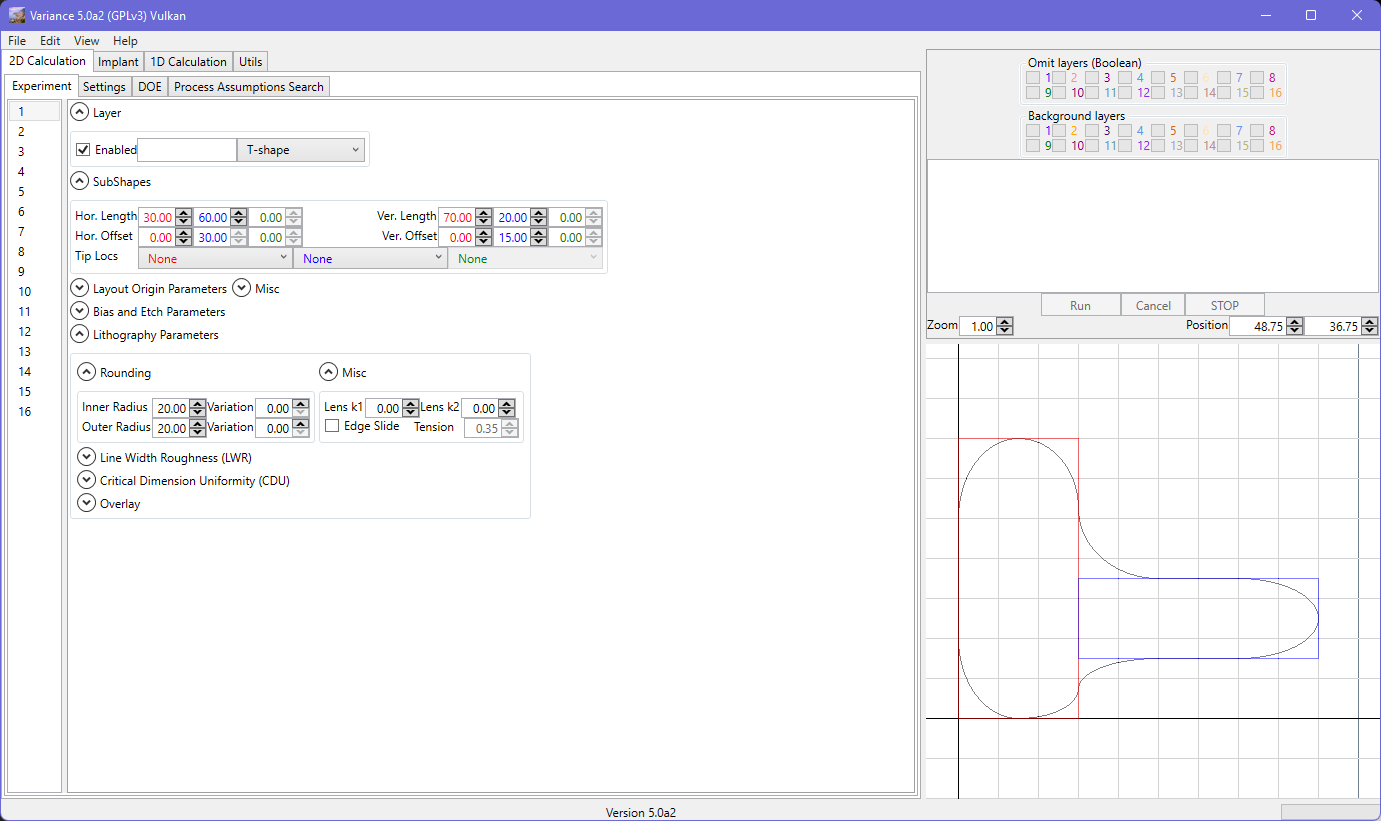 Variance 5.0a2 (GPLv3) Vulkan
File Edit View Help
2D Calculation Implant 1D Calculation Utils
Experiment Settings DOE Process Assumptions Search
1
2
3
4
5
6
7
8
9
10
11
12
13
14
15
16
Layer
Enabled T-shape
SubShapes
Hor. Length 30.00 60.00 0.00 Ver. Length 70.00 20.00 0.00
Hor. Offset 0.00 30.00 0.00 Ver. Offset 0.00 15.00 0.00
Tip Locs None None None
Layout Origin Parameters Misc
Bias and Etch Parameters
Lithography Parameters
Rounding Misc
Inner Radius 20.00 Variation 0.00 Lens k1 0.00 Lens k2 0.00
Outer Radius 20.00 Variation 0.00 Edge Slide Tension 0.35
Line Width Roughness (LWR)
Critical Dimension Uniformity (CDU)
Overlay
Omit layers (Boolean)
1 2 3 4 5 6 7 8
9 10 11 12 13 14 15 16
Background layers
1 2 3 4 5 6 7 8
9 10 11 12 13 14 15 16
Run Cancel STOP
Zoom 1.00 Position 48.75 36.75
Version 5.0a2